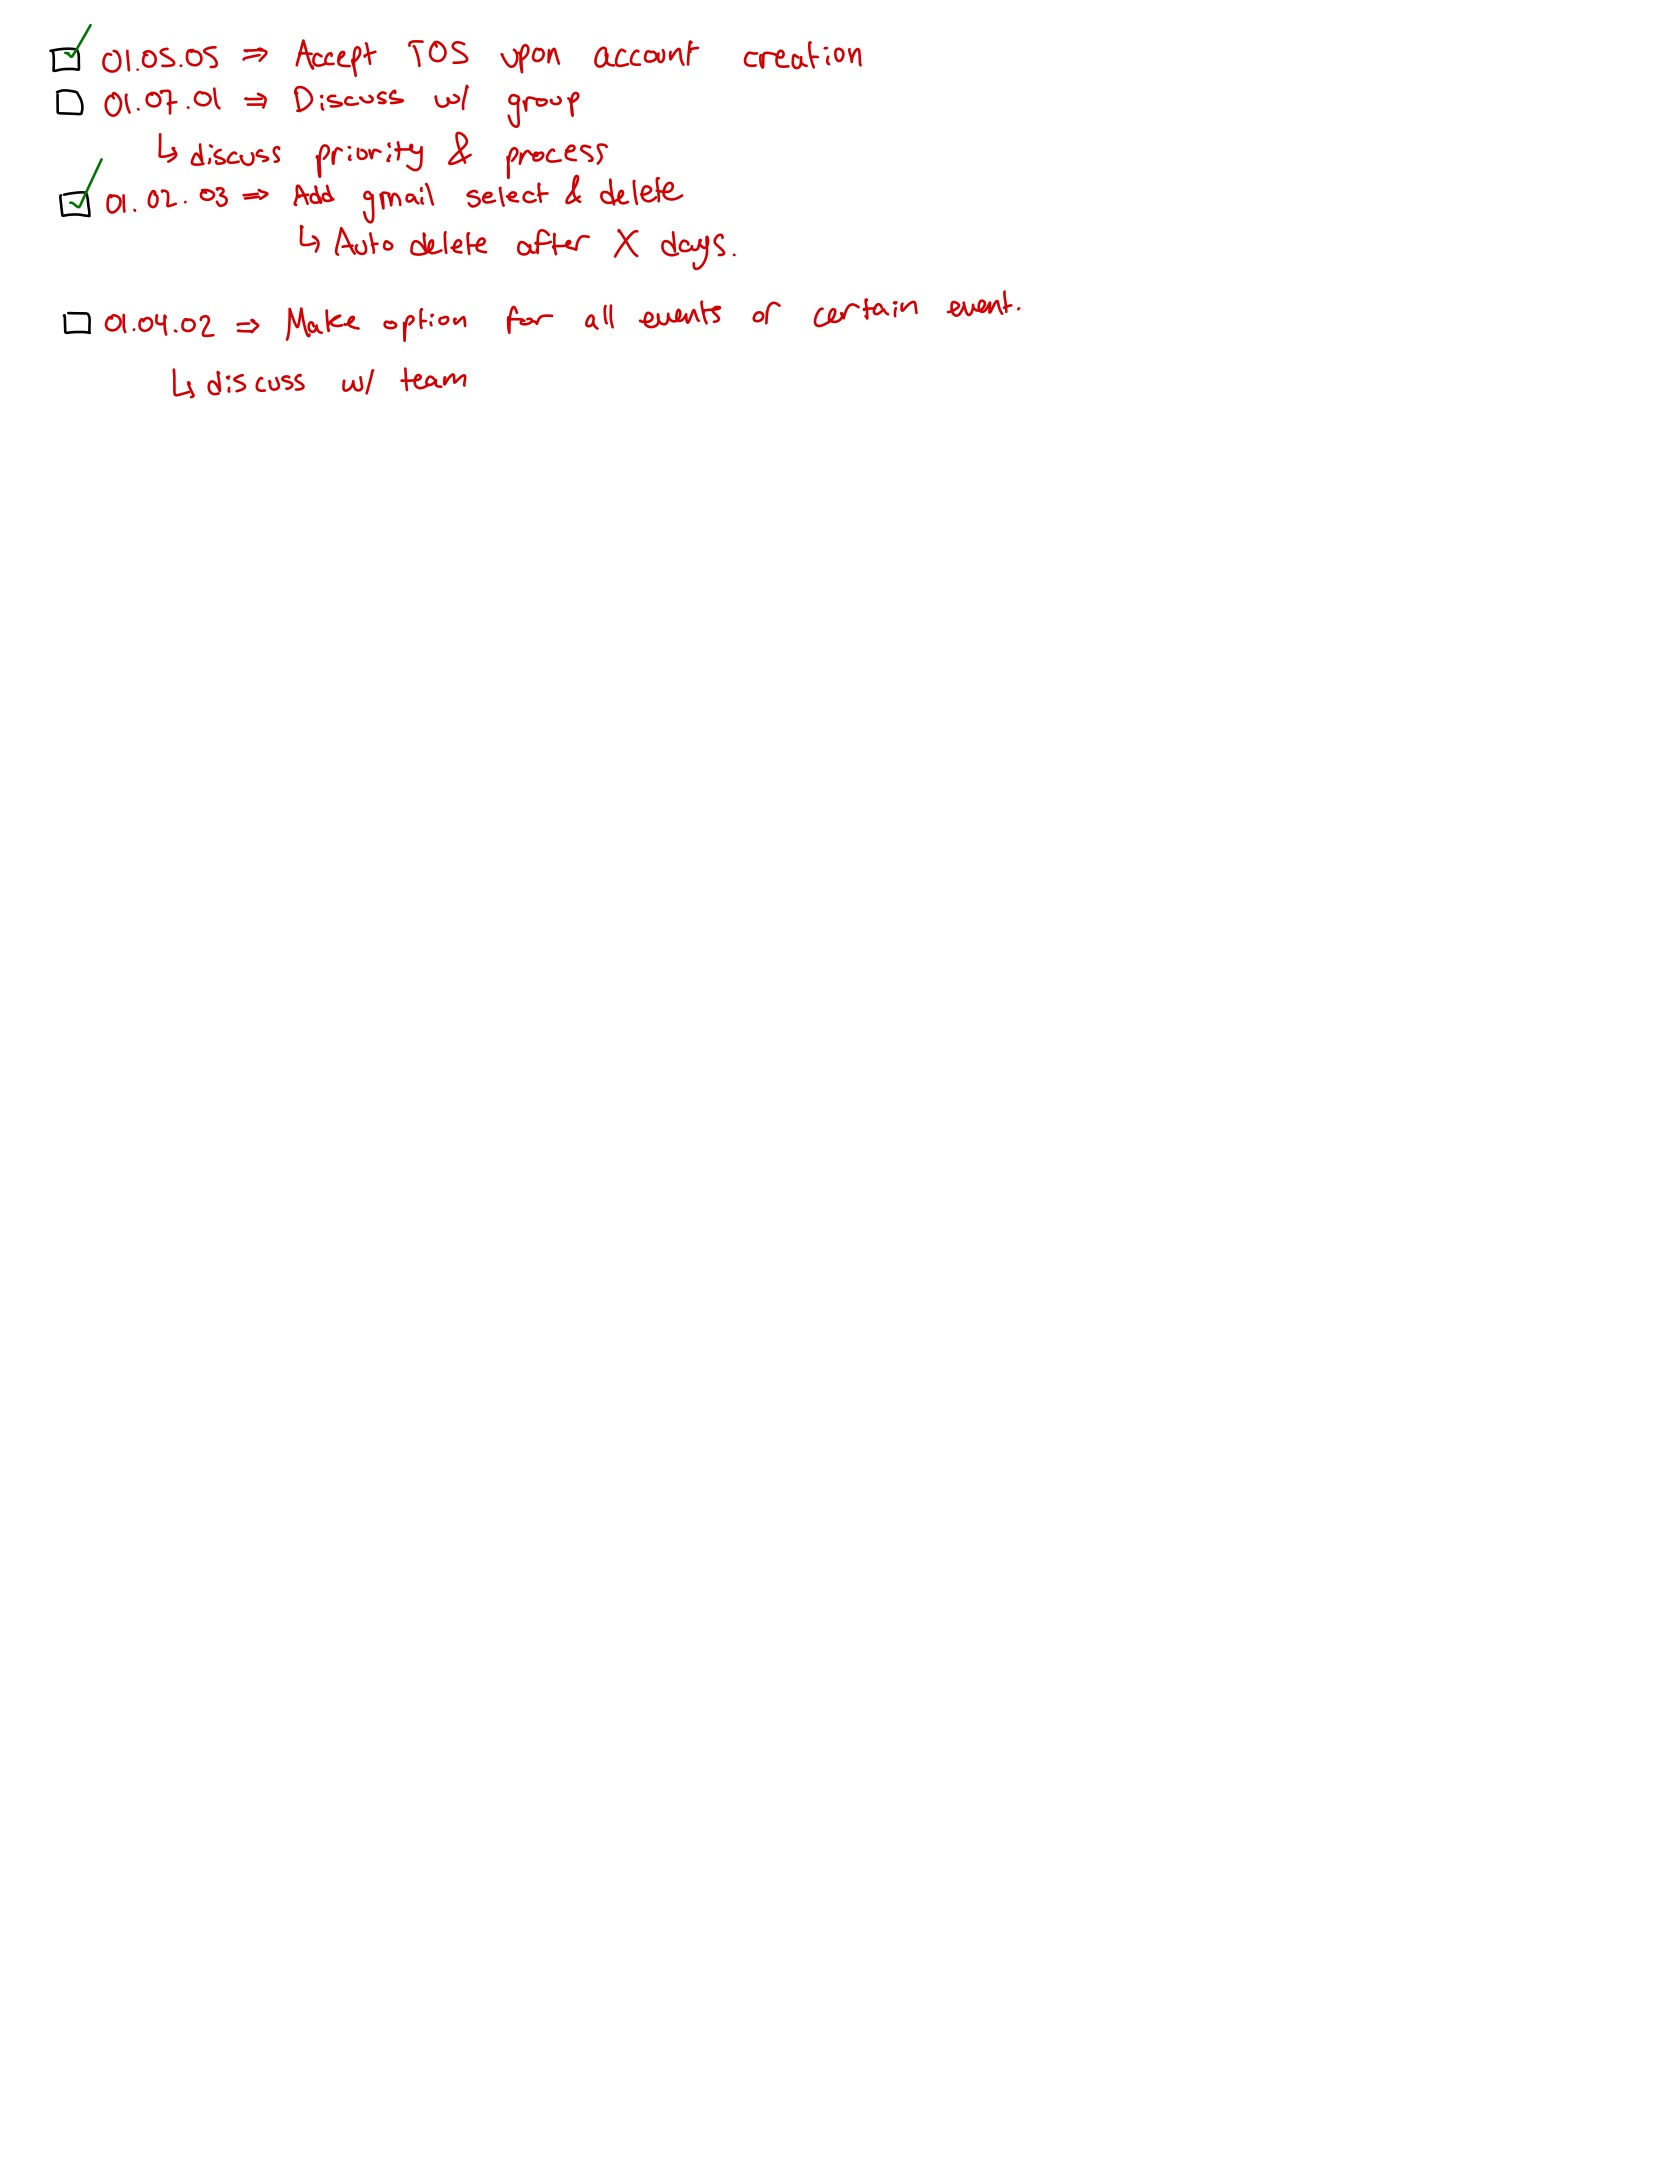 ☑ 01.05.05 ⇒ Accept TOS upon account creation
☐ 01.07.01 ⇒ Discuss w/ group
↳ discuss priority & process
☑ 01.02.03 ⇒ Add gmail select & delete
↳ Auto delete after X days.
☐ 01.04.02 ⇒ Make option for all events or certain event.
↳ discuss w/ team